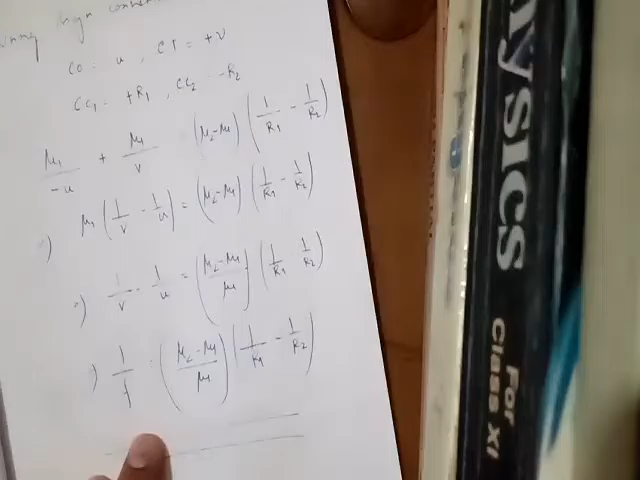 CO = u , CI = +v
CC₁ = +R₁ , CC₂ -R₂
μ₁/-u + μ₁/v (μ₂-μ₁) (1/R₁ - 1/R₂)
μ₁ (1/v - 1/u) = (μ₂-μ₁) (1/R₁ - 1/R₂)
=) 1/v - 1/u = (μ₂-μ₁/μ₁) (1/R₁ 1/R₂)
) 1/f = (μ₂-μ₁/μ₁) (1/R₁ - 1/R₂)
YSICS
For
Class XI